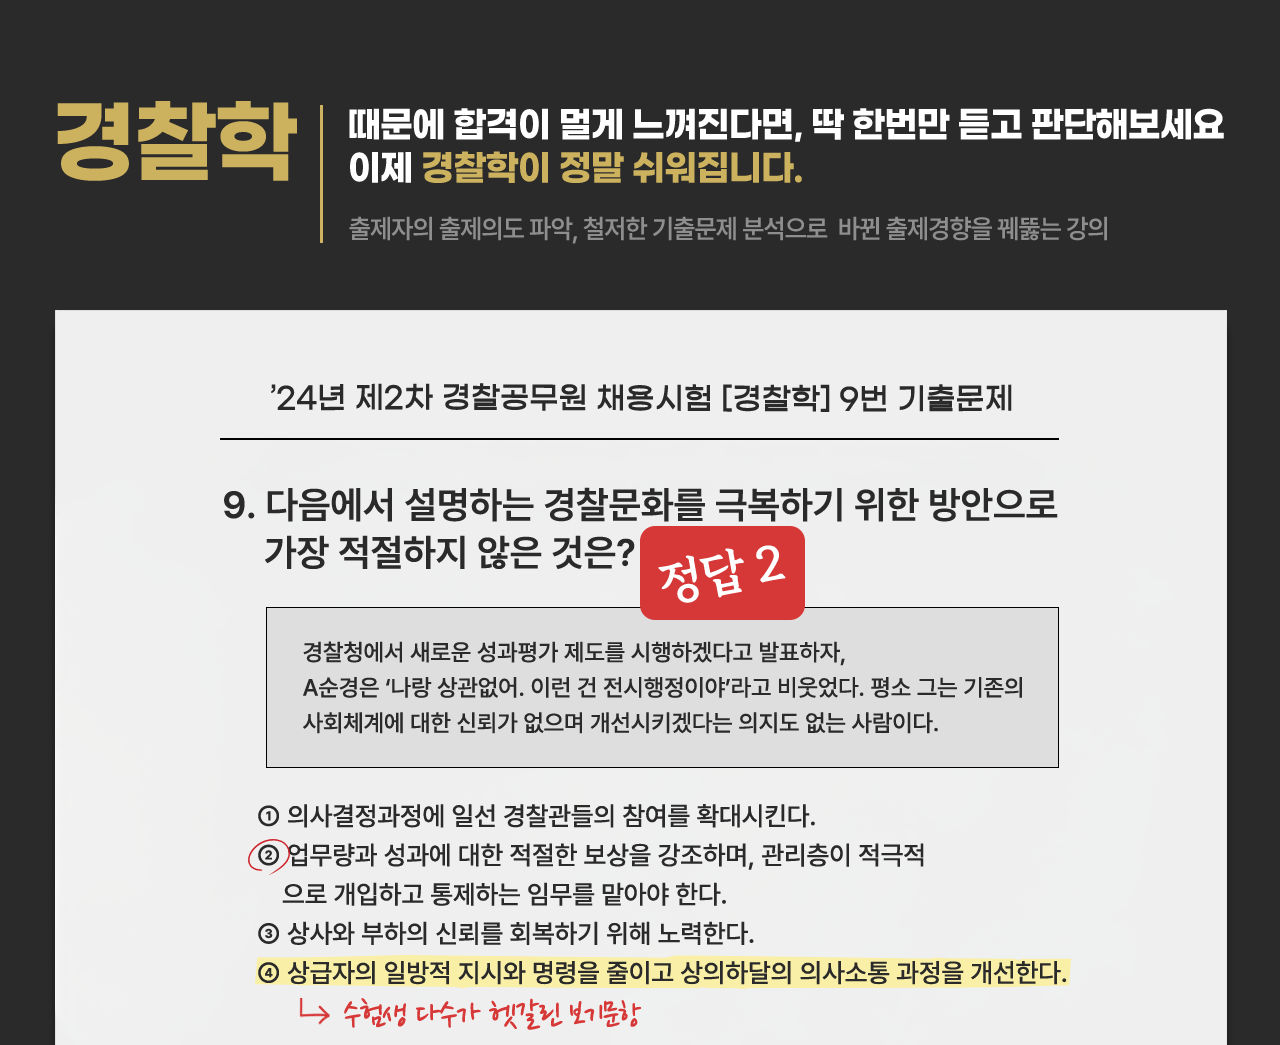 경찰학
때문에 합격이 멀게 느껴진다면, 딱 한번만 듣고 판단해보세요
이제 경찰학이 정말 쉬워집니다.
출제자의 출제의도 파악, 철저한 기출문제 분석으로 바뀐 출제경향을 꿰뚫는 강의
’24년 제2차 경찰공무원 채용시험 [경찰학] 9번 기출문제
9. 다음에서 설명하는 경찰문화를 극복하기 위한 방안으로
가장 적절하지 않은 것은?
정답 2
경찰청에서 새로운 성과평가 제도를 시행하겠다고 발표하자,
A순경은 ‘나랑 상관없어. 이런 건 전시행정이야’라고 비웃었다. 평소 그는 기존의
사회체계에 대한 신뢰가 없으며 개선시키겠다는 의지도 없는 사람이다.
① 의사결정과정에 일선 경찰관들의 참여를 확대시킨다.
② 업무량과 성과에 대한 적절한 보상을 강조하며, 관리층이 적극적
으로 개입하고 통제하는 임무를 맡아야 한다.
③ 상사와 부하의 신뢰를 회복하기 위해 노력한다.
④ 상급자의 일방적 지시와 명령을 줄이고 상의하달의 의사소통 과정을 개선한다.
수험생 다수가 헷갈린 보기문항